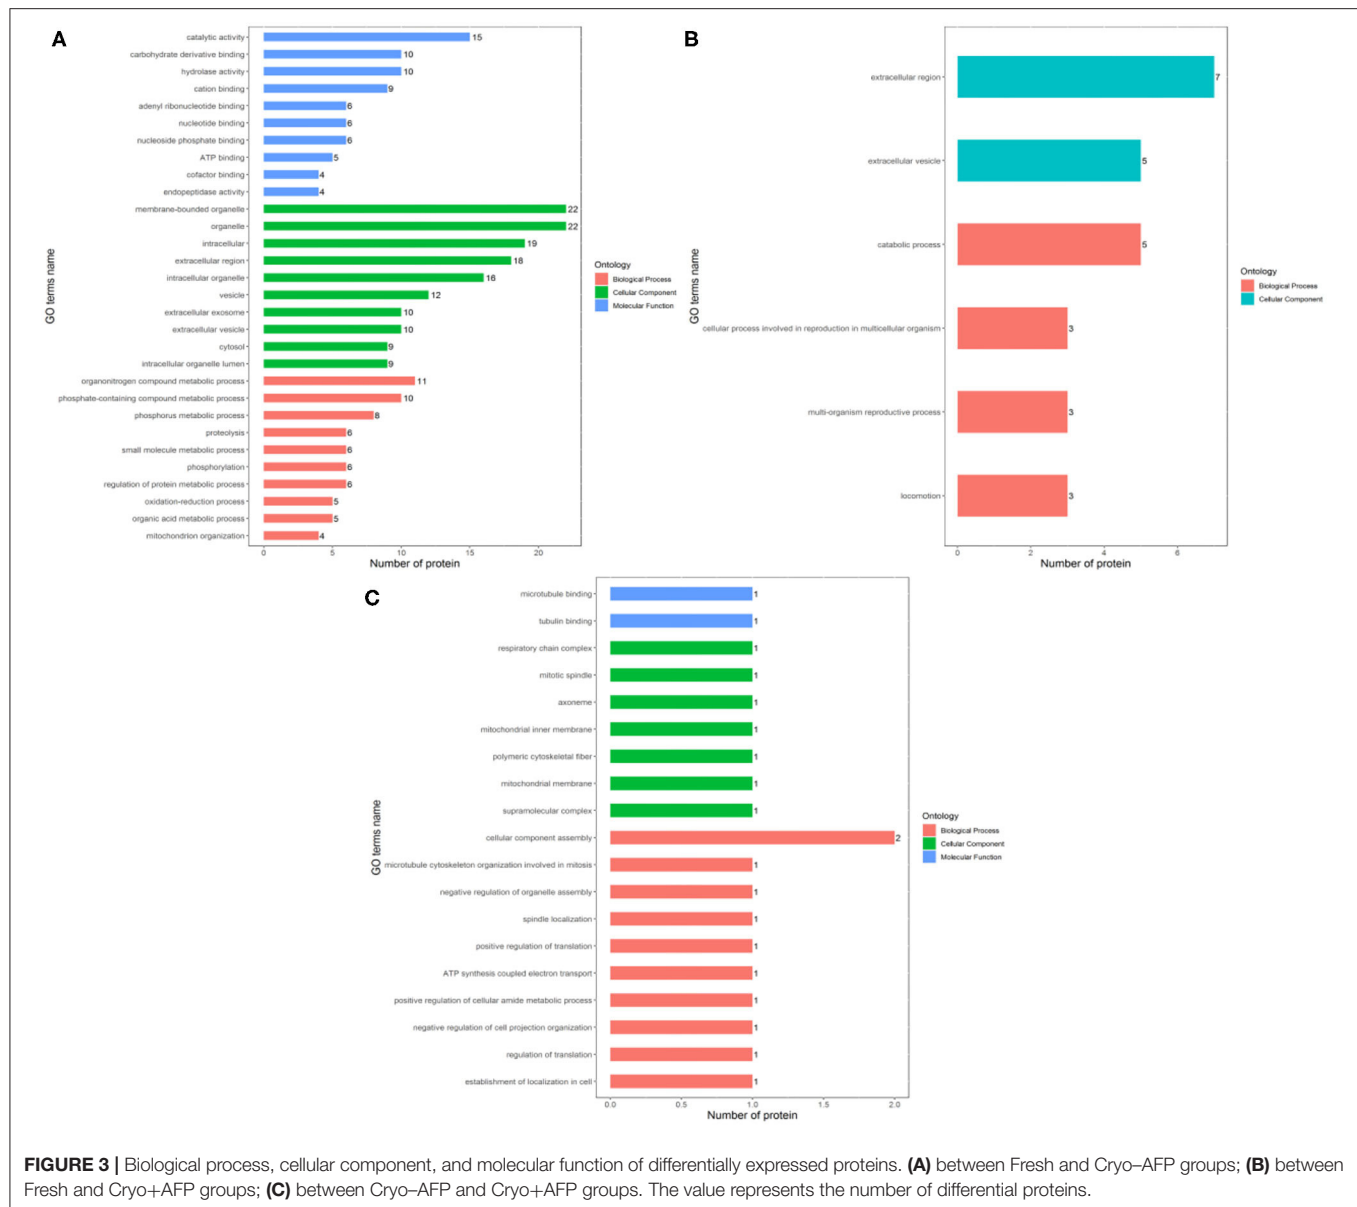 A
catalytic activity 15
carbohydrate derivative binding 10
hydrolase activity 10
cation binding 9
adenyl ribonucleotide binding 6
nucleotide binding 6
nucleoside phosphate binding 6
ATP binding 5
cofactor binding 4
endopeptidase activity 4
membrane-bounded organelle 22
organelle 22
intracellular 19
extracellular region 18
intracellular organelle 16
vesicle 12
extracellular exosome 10
extracellular vesicle 10
cytosol 9
intracellular organelle lumen 9
organonitrogen compound metabolic process 11
phosphate-containing compound metabolic process 10
phosphorus metabolic process 8
proteolysis 6
small molecule metabolic process 6
phosphorylation 6
regulation of protein metabolic process 6
oxidation-reduction process 5
organic acid metabolic process 5
mitochondrion organization 4
GO terms name
0 5 10 15 20
Number of protein
Ontology
Biological Process
Cellular Component
Molecular Function
B
extracellular region 7
extracellular vesicle 5
catabolic process 5
cellular process involved in reproduction in multicellular organism 3
multi-organism reproductive process 3
locomotion 3
GO terms name
0 2 4 6
Number of protein
Ontology
Biological Process
Cellular Component
C
microtubule binding 1
tubulin binding 1
respiratory chain complex 1
mitotic spindle 1
axoneme 1
mitochondrial inner membrane 1
polymeric cytoskeletal fiber 1
mitochondrial membrane 1
supramolecular complex 1
cellular component assembly 2
microtubule cytoskeleton organization involved in mitosis 1
negative regulation of organelle assembly 1
spindle localization 1
positive regulation of translation 1
ATP synthesis coupled electron transport 1
positive regulation of cellular amide metabolic process 1
negative regulation of cell projection organization 1
regulation of translation 1
establishment of localization in cell 1
GO terms name
0.0 0.5 1.0 1.5 2.0
Number of protein
Ontology
Biological Process
Cellular Component
Molecular Function
FIGURE 3 | Biological process, cellular component, and molecular function of differentially expressed proteins. (A) between Fresh and Cryo–AFP groups; (B) between
Fresh and Cryo+AFP groups; (C) between Cryo–AFP and Cryo+AFP groups. The value represents the number of differential proteins.